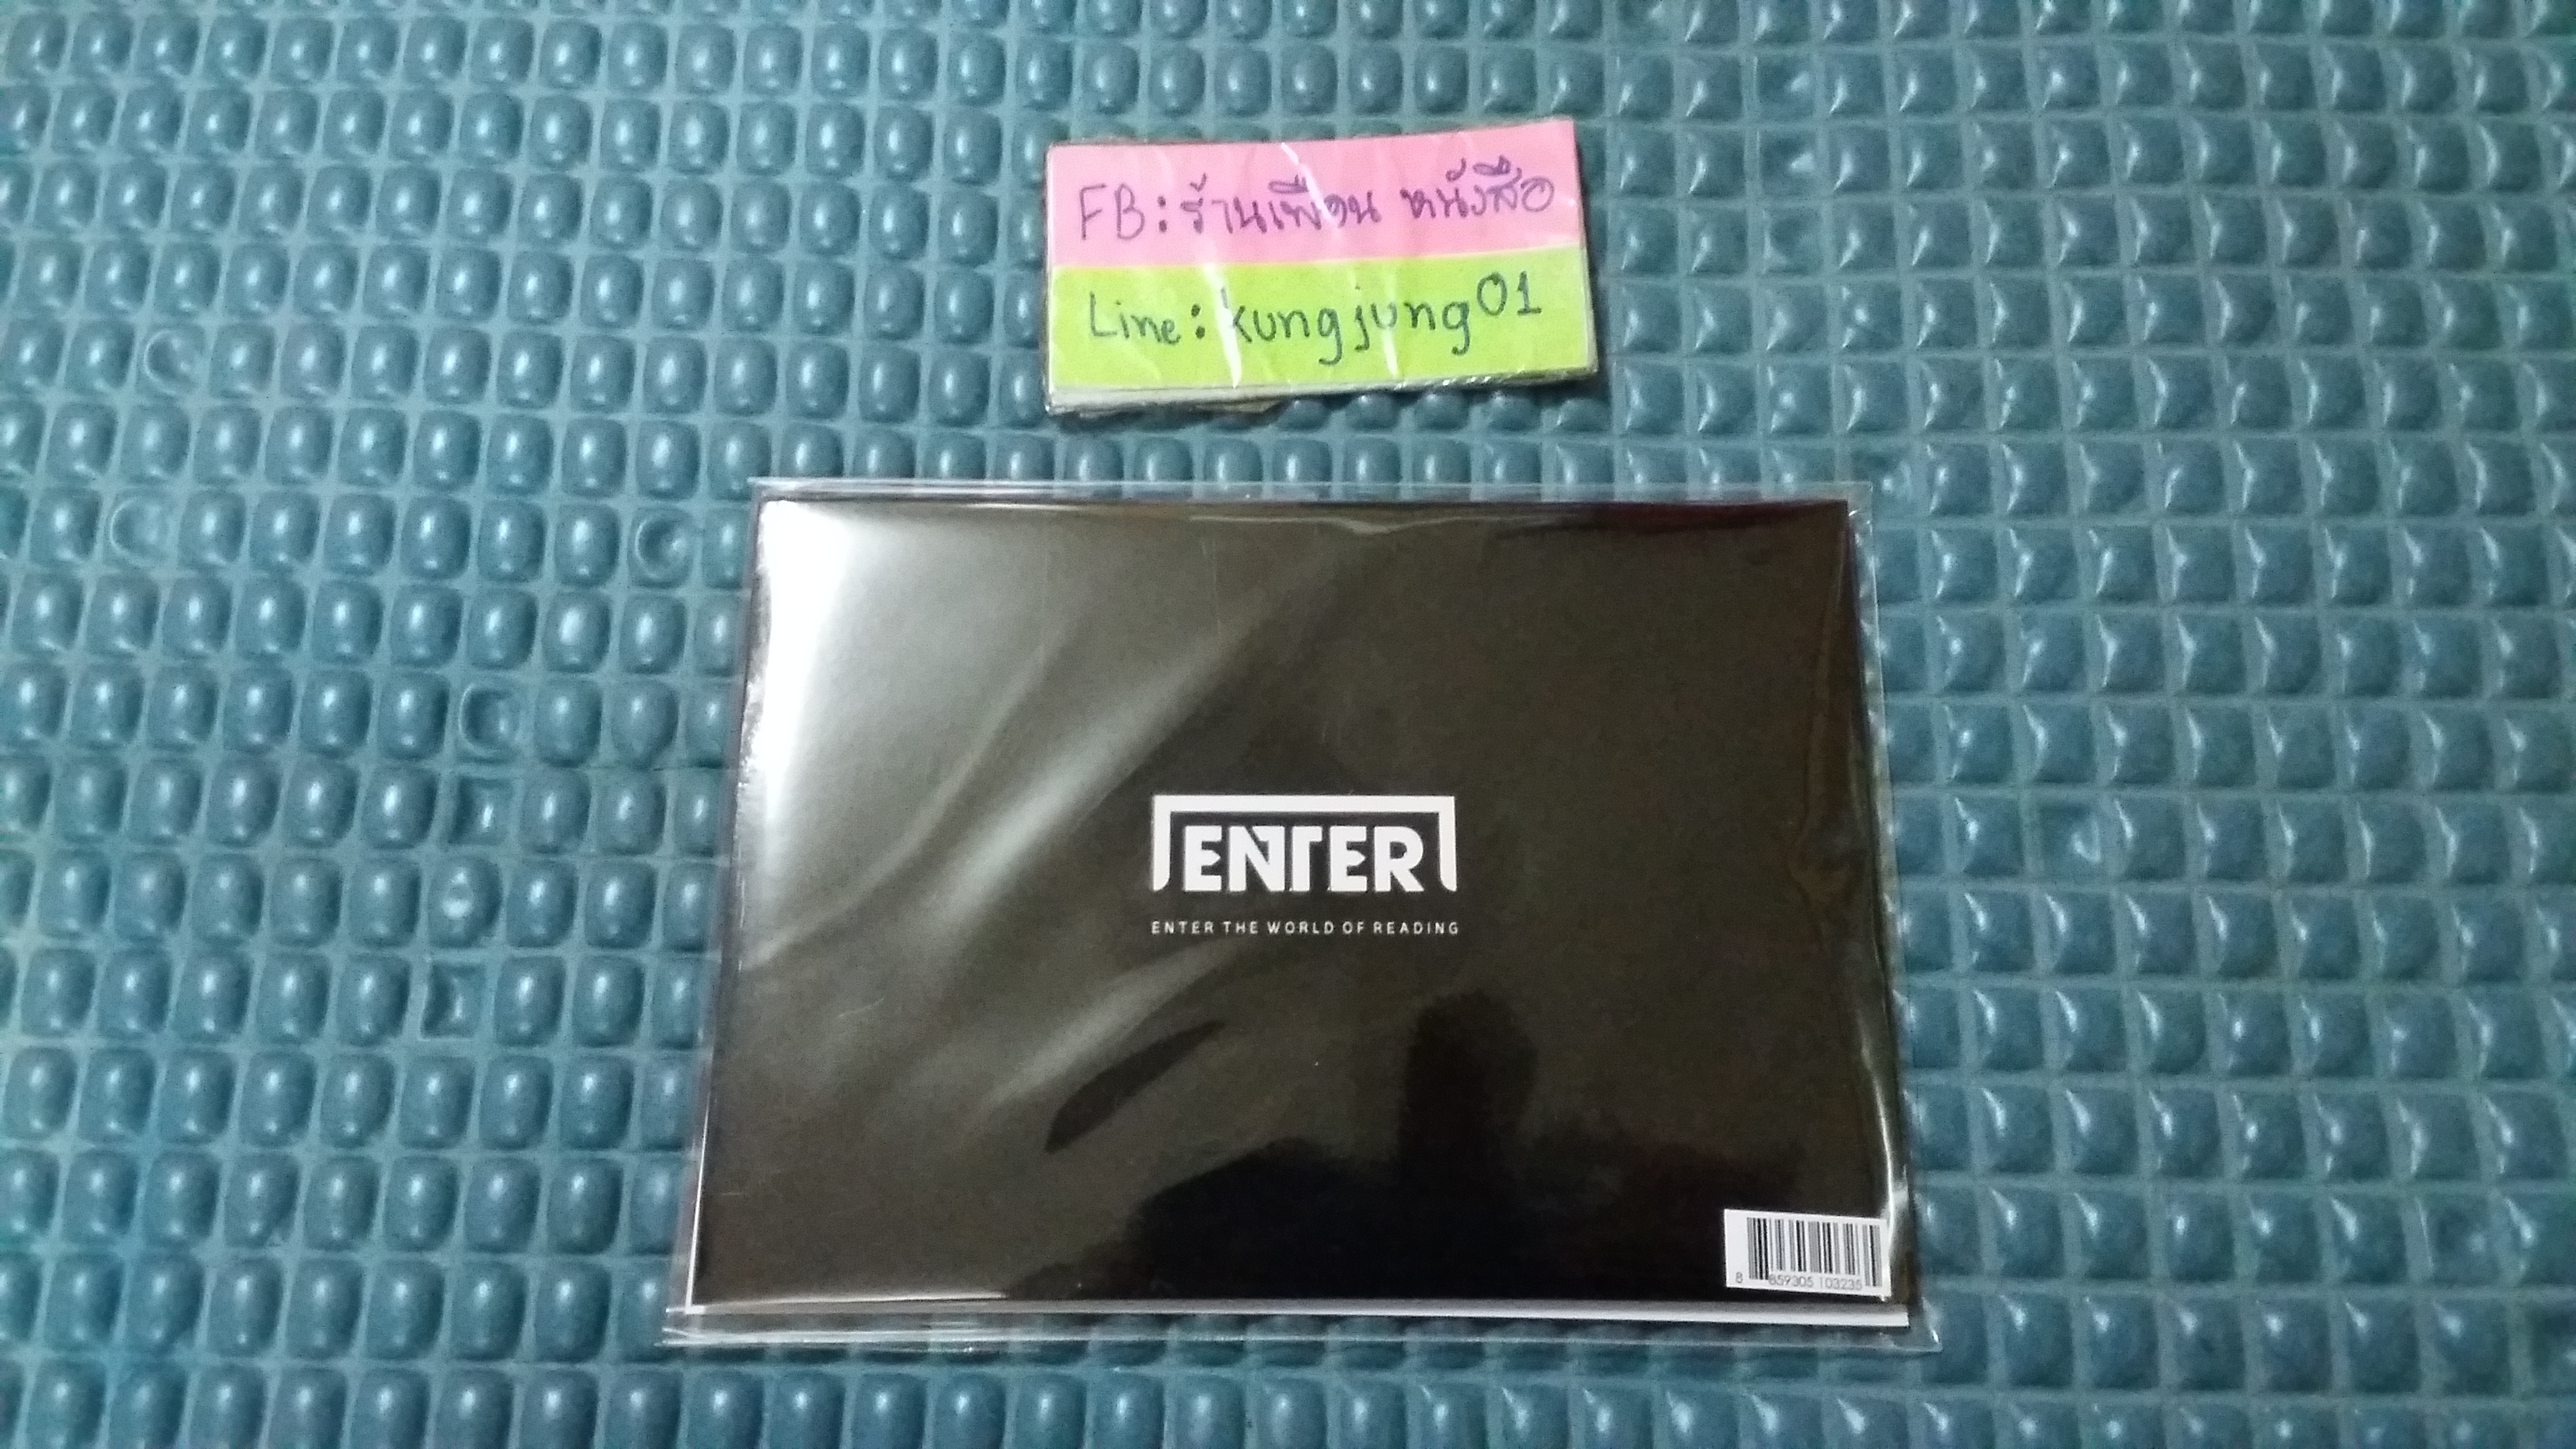 FB: ร้านเพื่อน หนังสือ
Line: kungjung01
ENTER
ENTER THE WORLD OF READING
8 859305 103235